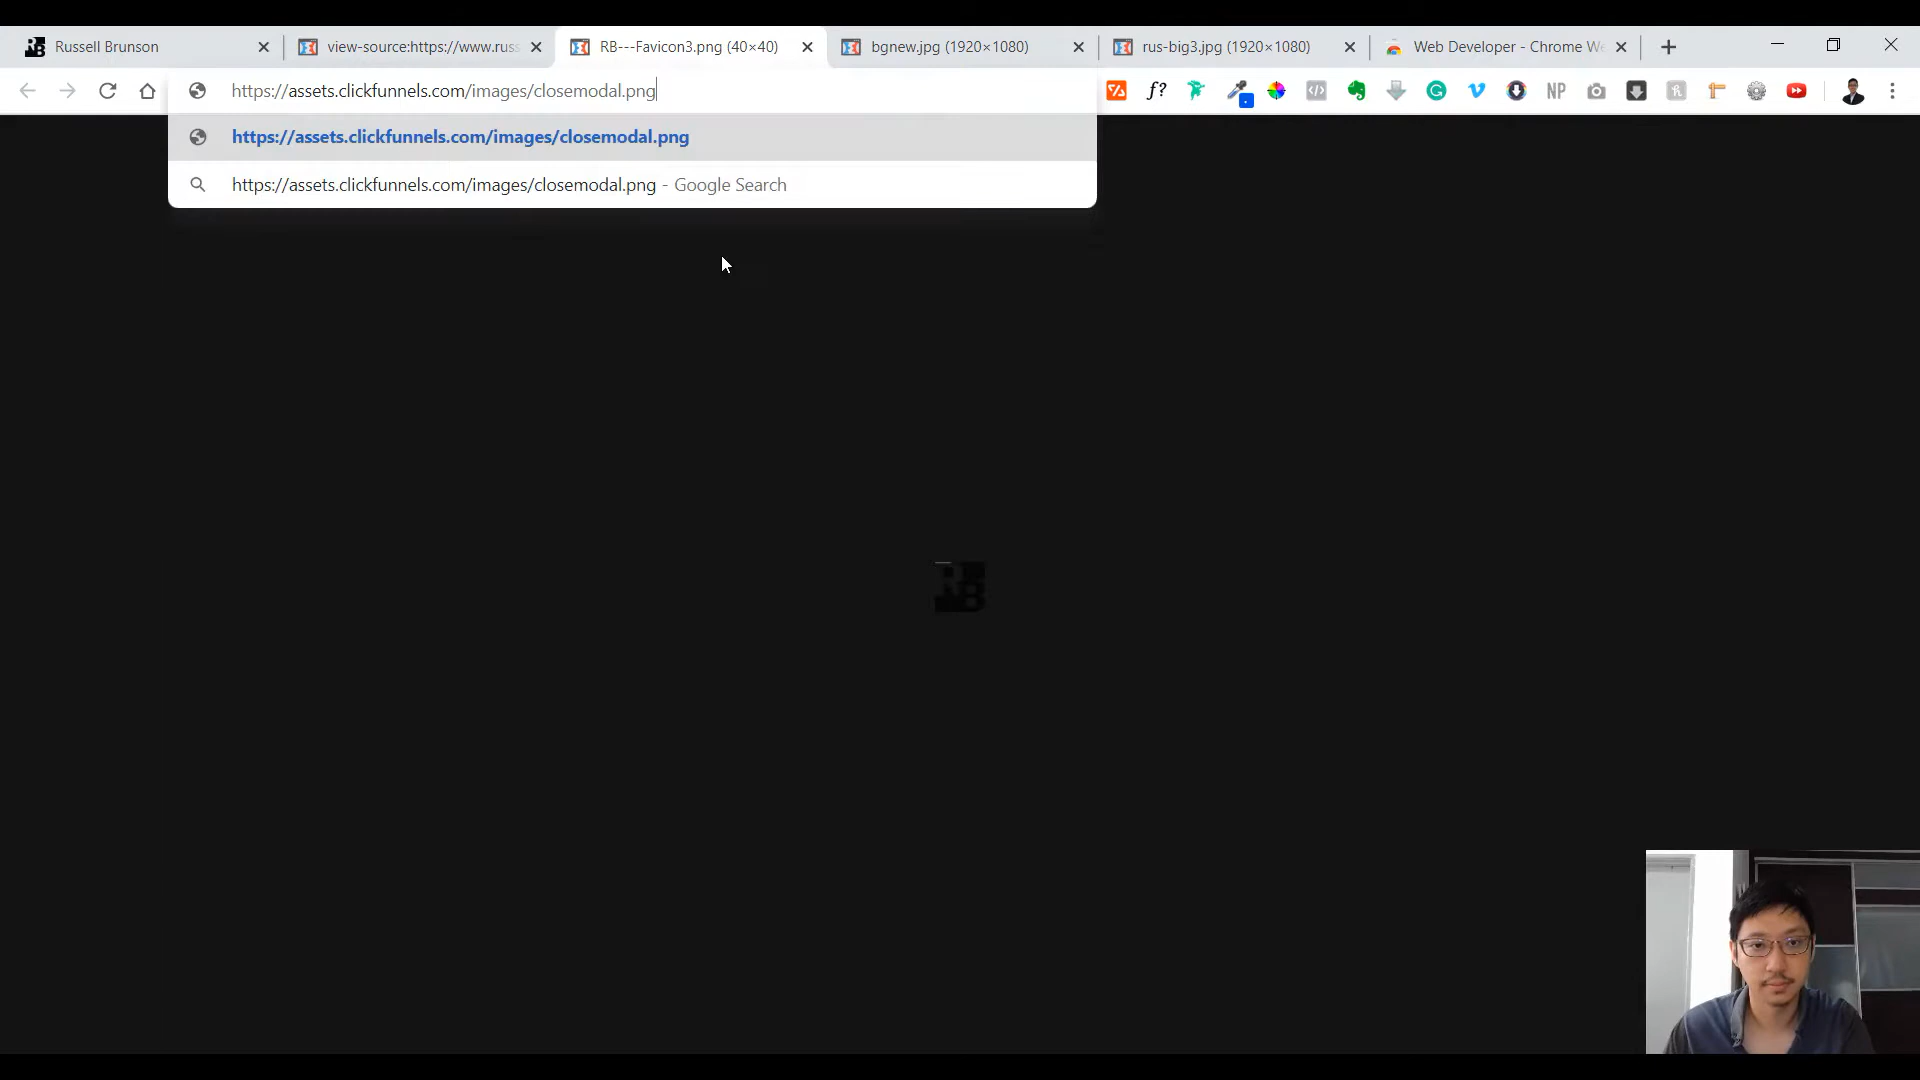 Russell Brunson
view-source:https://www.russ
RB---Favicon3.png (40×40)
bgnew.jpg (1920×1080)
rus-big3.jpg (1920×1080)
Web Developer - Chrome We
https://assets.clickfunnels.com/images/closemodal.png
f?
NP
https://assets.clickfunnels.com/images/closemodal.png
https://assets.clickfunnels.com/images/closemodal.png - Google Search
RB